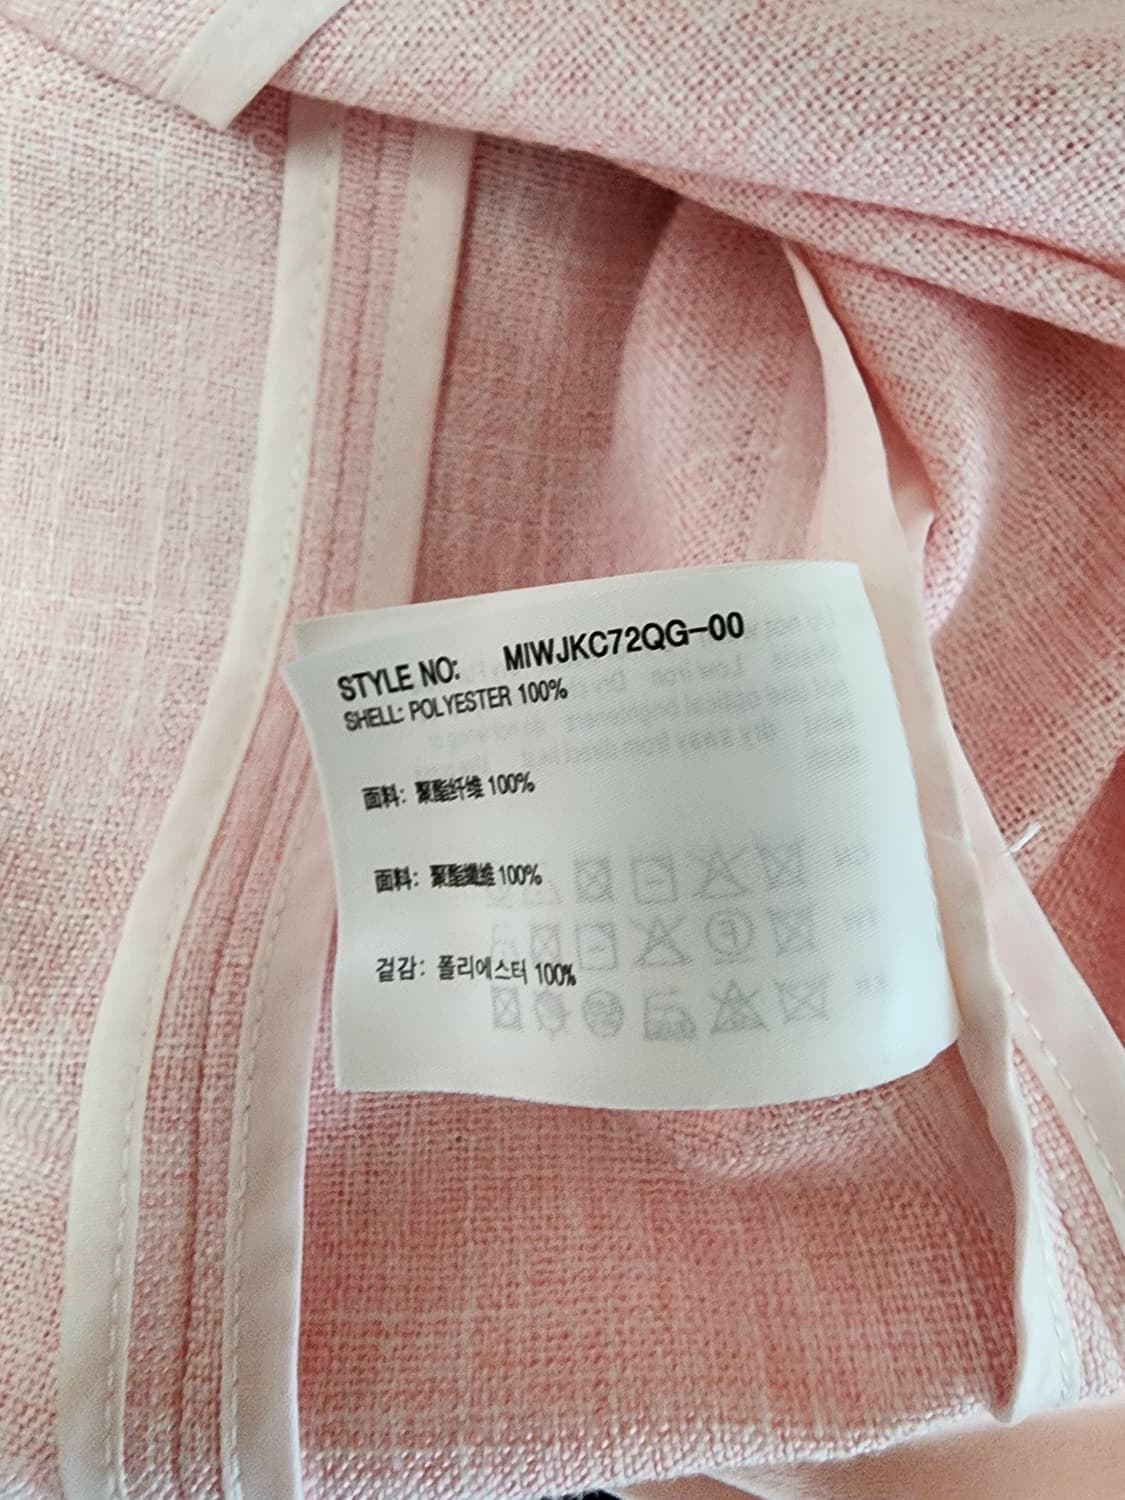 STYLE NO: MIWJKC72QG-00
SHELL: POLYESTER 100%
面料: 聚酯纤维 100%
面料: 聚酯纖維 100%
겉감: 폴리에스터 100%